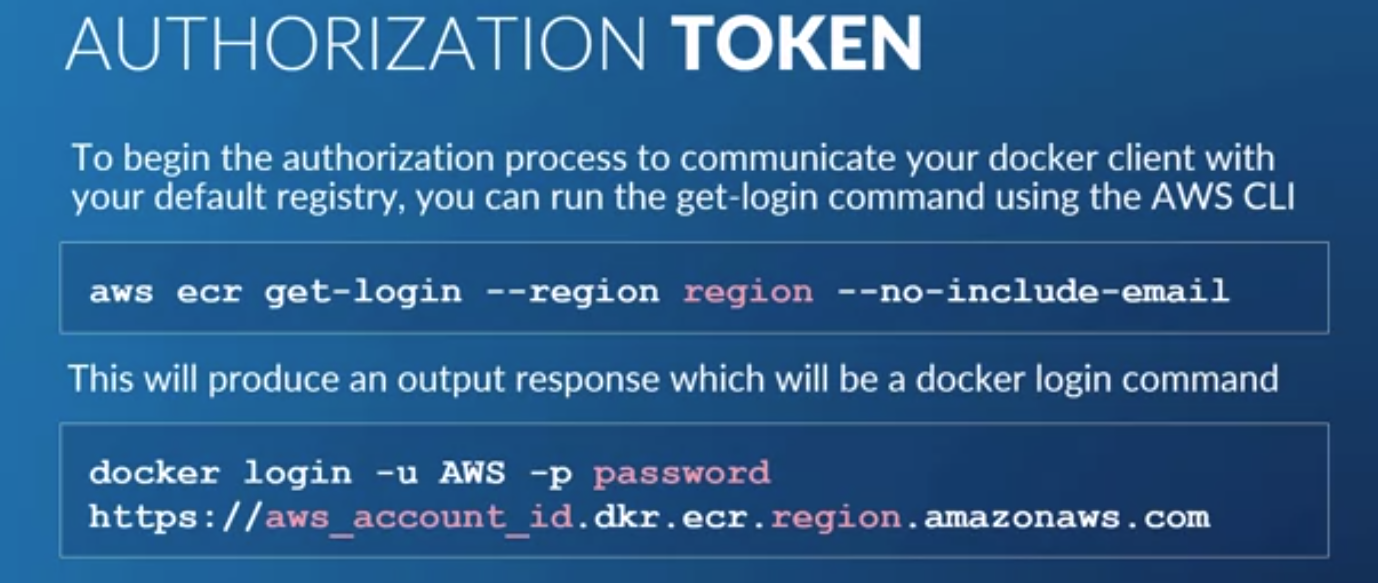 AUTHORIZATION TOKEN
To begin the authorization process to communicate your docker client with
your default registry, you can run the get-login command using the AWS CLI
aws ecr get-login --region region --no-include-email
This will produce an output response which will be a docker login command
docker login -u AWS -p password
https://aws_account_id.dkr.ecr.region.amazonaws.com